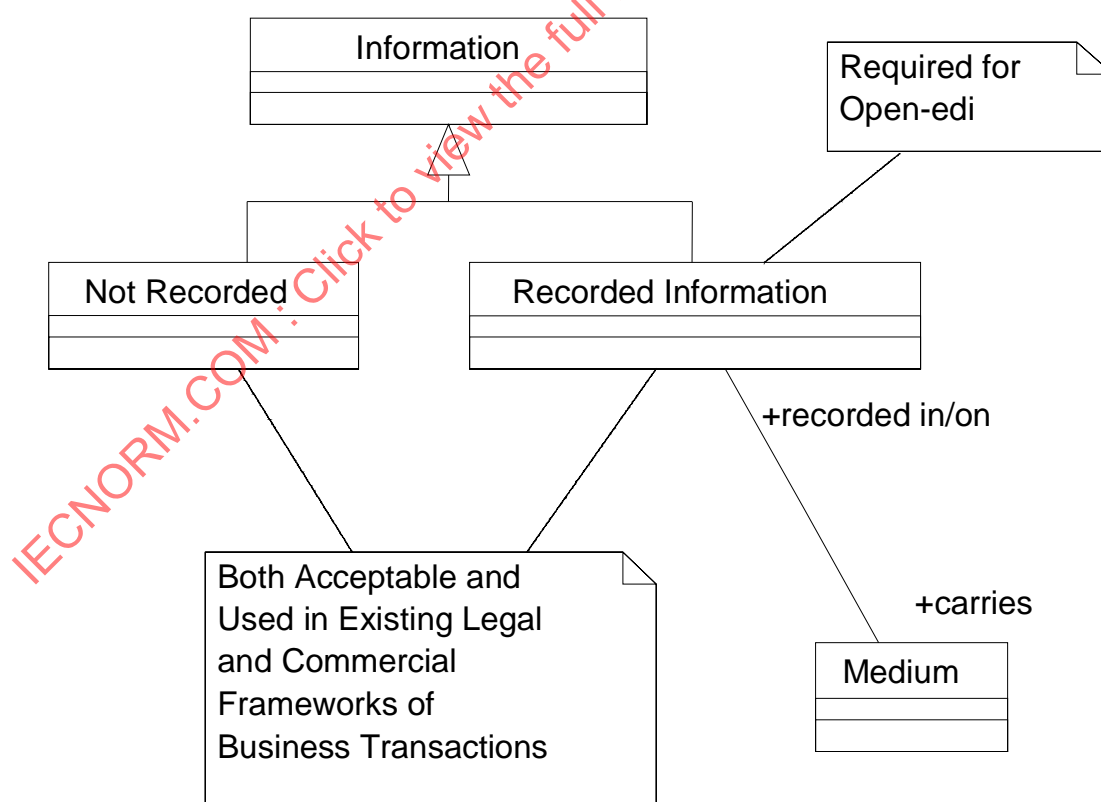 Information
Required for
Open-edi
Not Recorded
Recorded Information
+recorded in/on
Both Acceptable and
Used in Existing Legal
and Commercial
Frameworks of
Business Transactions
+carries
Medium
IECNORM.COM : Click to view the full